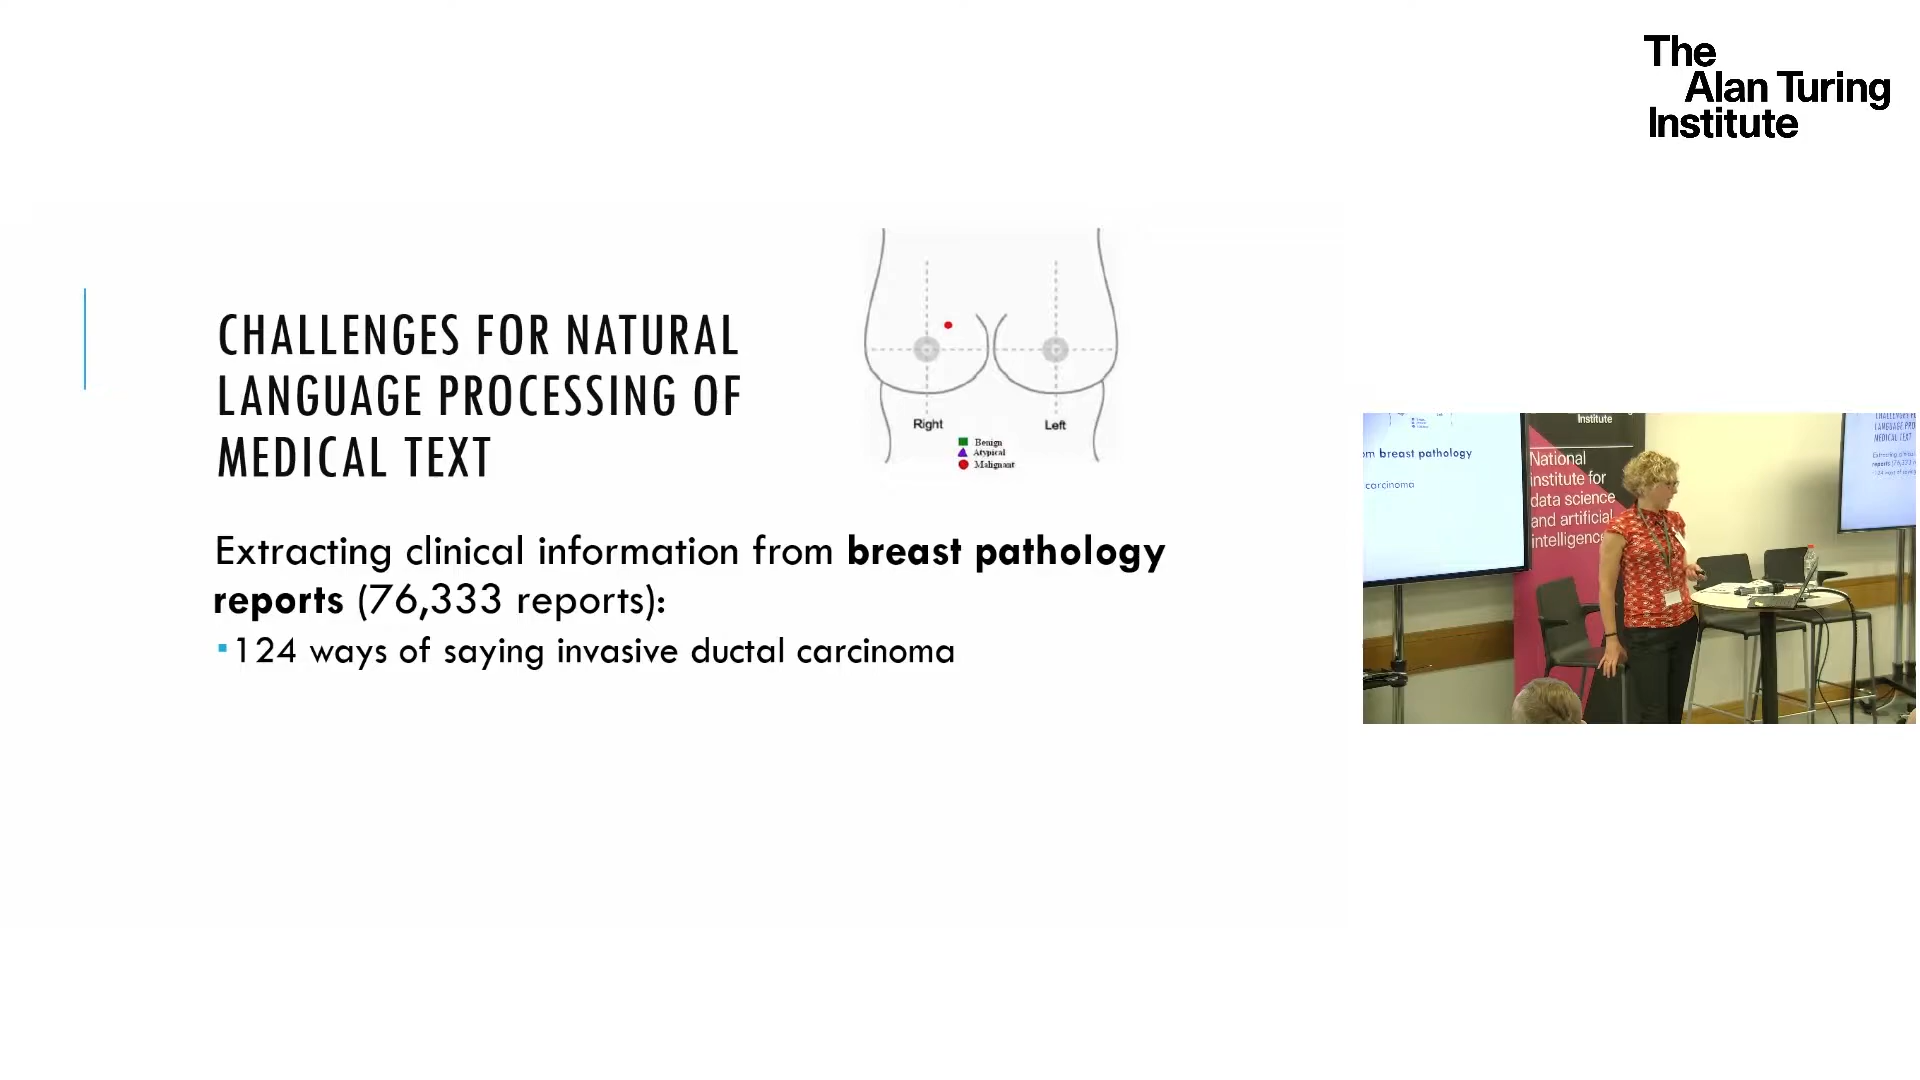 The
Alan Turing
Institute
CHALLENGES FOR NATURAL
LANGUAGE PROCESSING OF
MEDICAL TEXT
Right
Left
Benign
Atypical
Malignant
Extracting clinical information from breast pathology
reports (76,333 reports):
124 ways of saying invasive ductal carcinoma
breast pathology
carcinoma
Institute
National
institute for
data science
and artificial
intelligence
MEDICAL TEXT